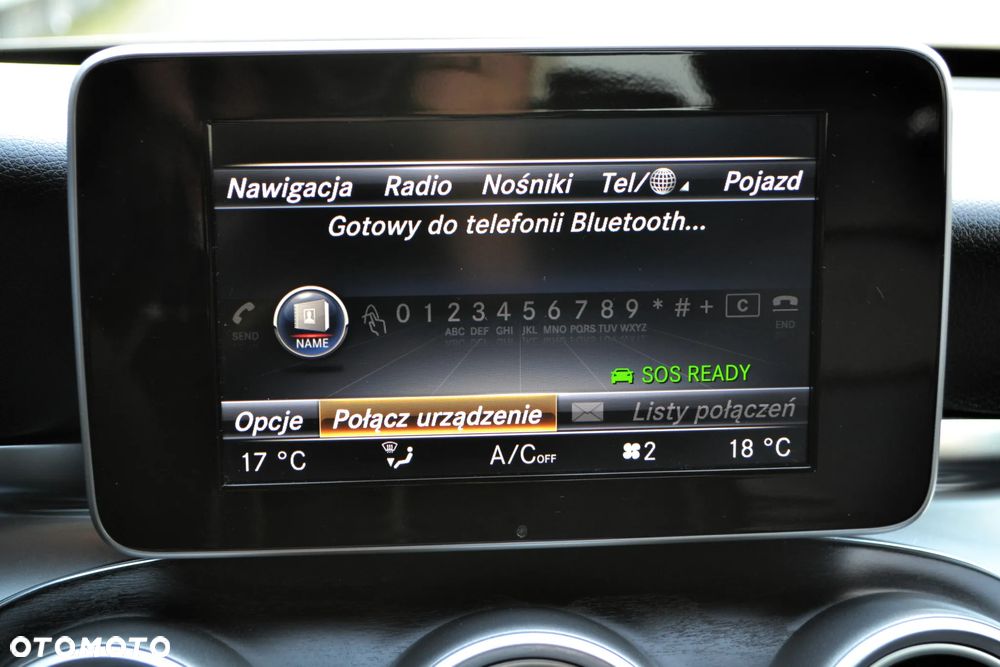 Nawigacja Radio Nośniki Tel/ Pojazd
Gotowy do telefonii Bluetooth...
SEND NAME 0 1 2 3 4 5 6 7 8 9 * # + C END
ABC DEF GHI JKL MNO PQRS TUV WXYZ
SOS READY
Opcje Połącz urządzenie Listy połączeń
17 °C A/C OFF 2 18 °C
OTOMOTO